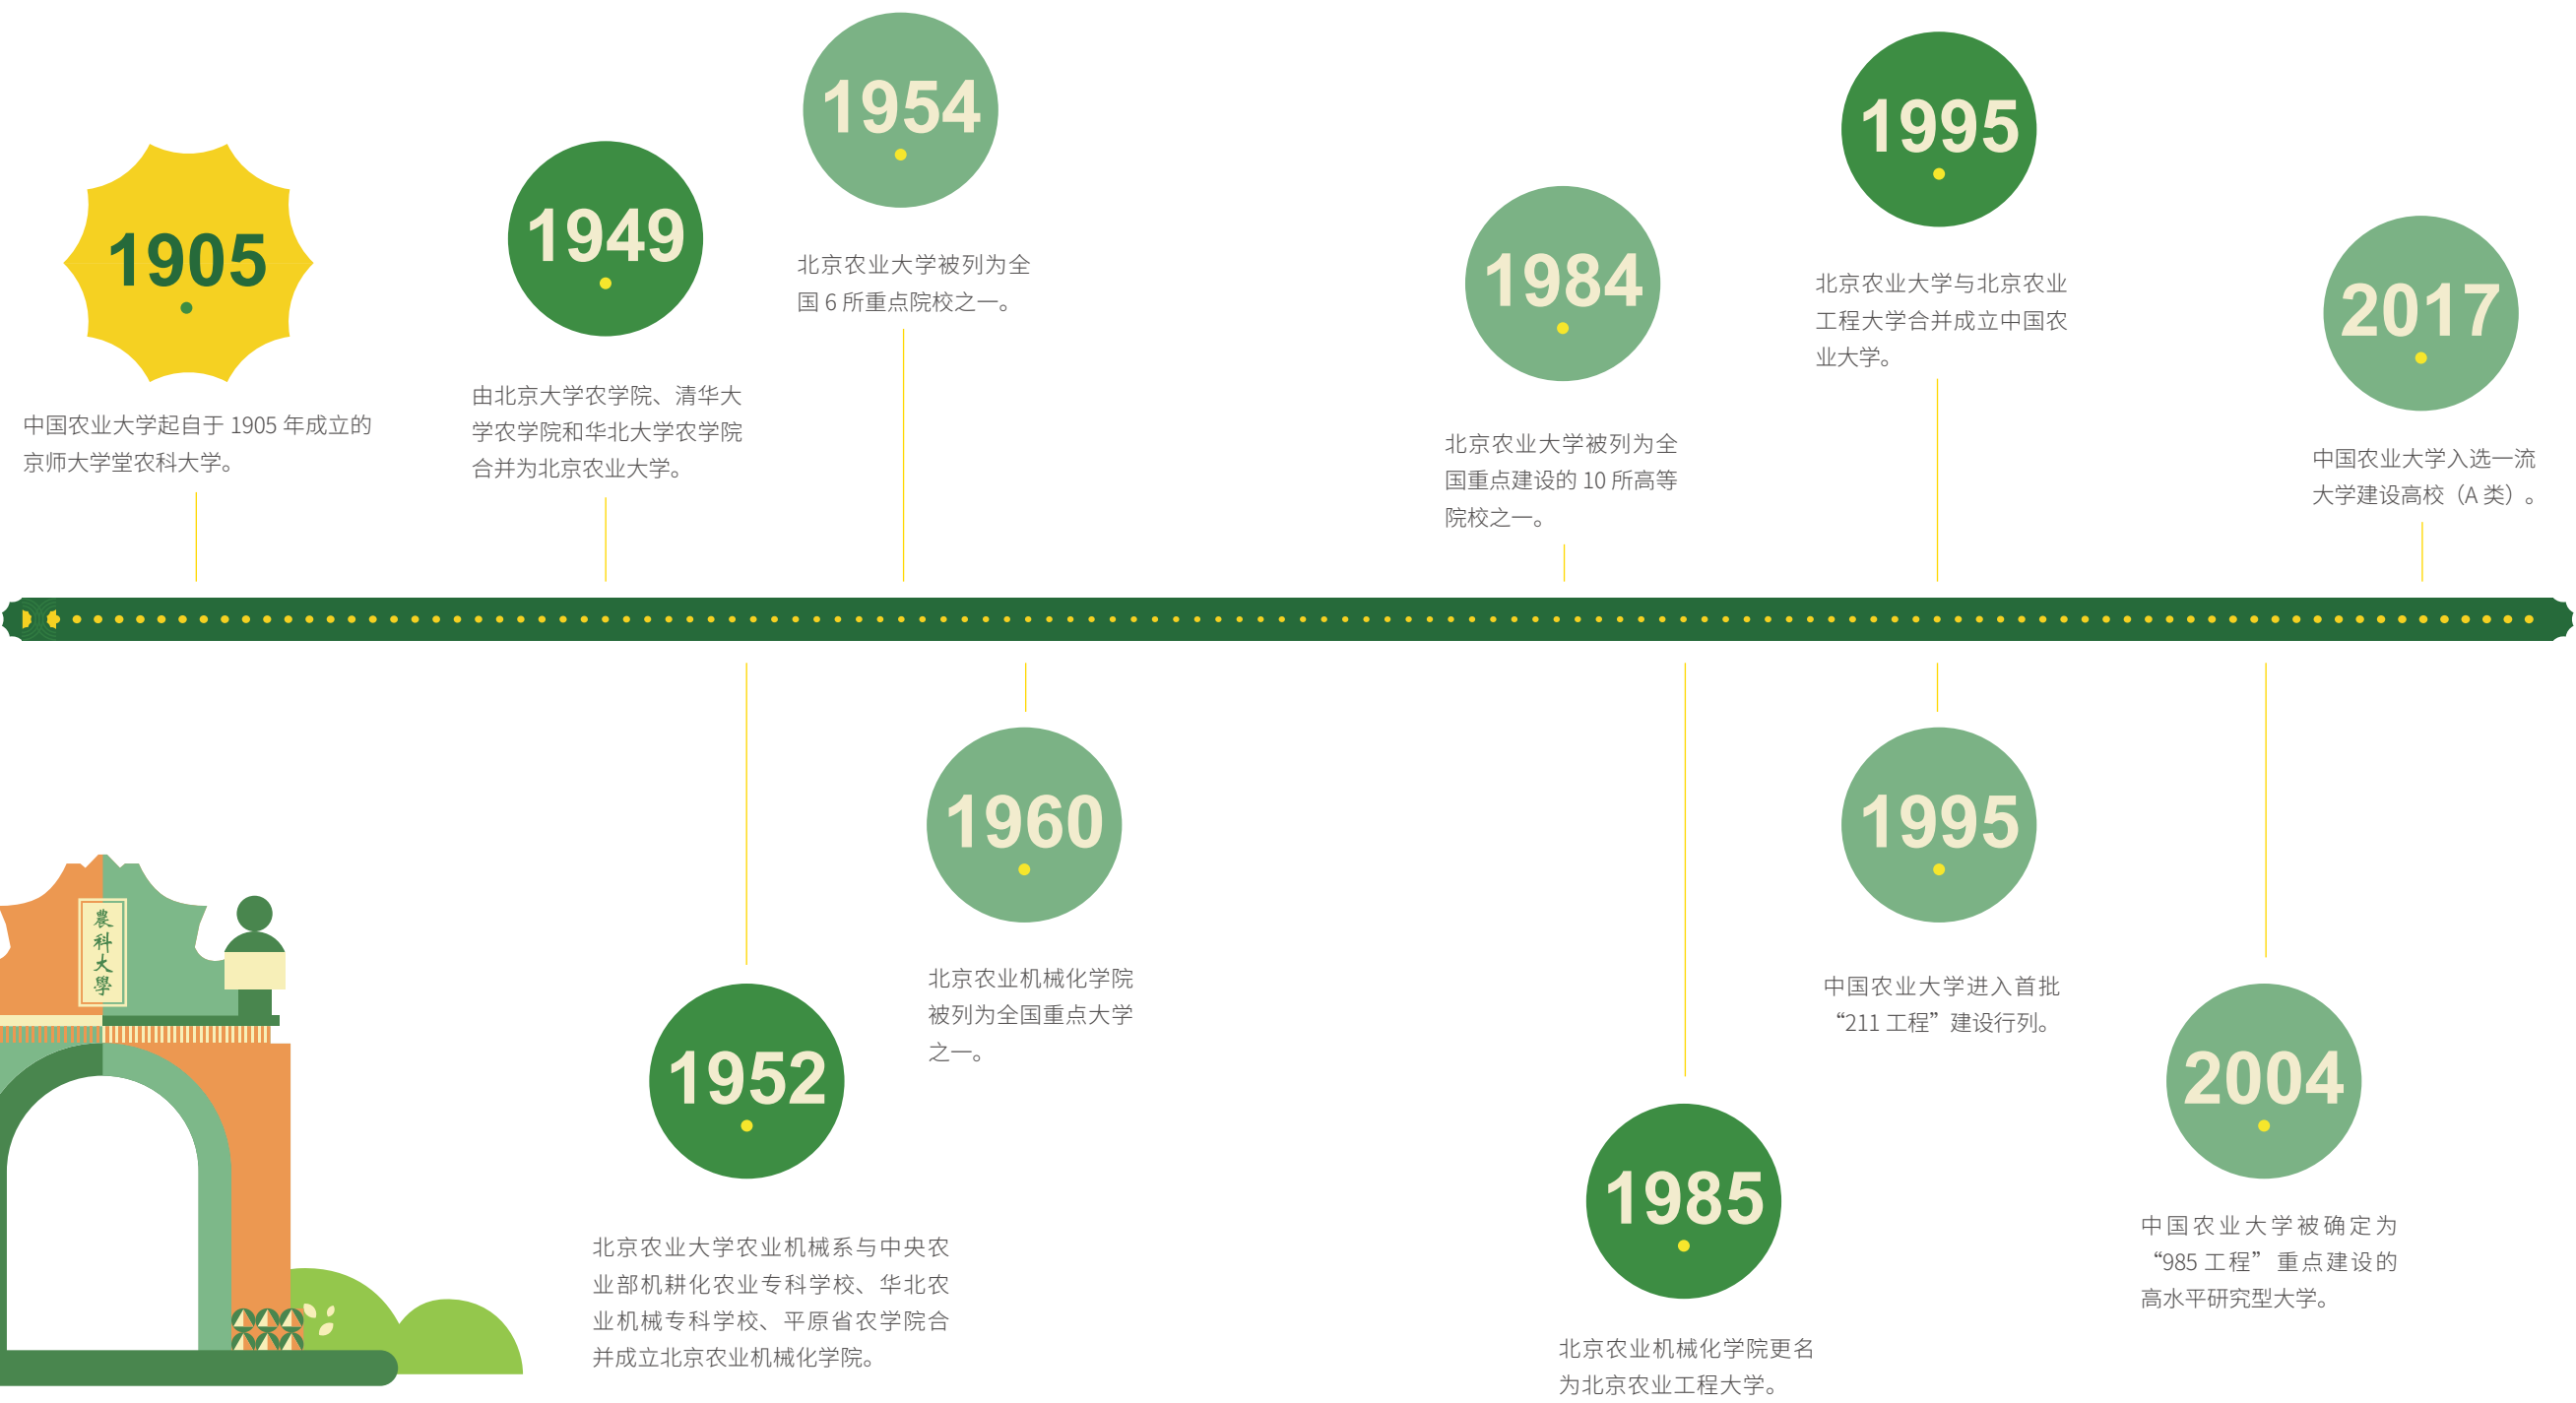 1905
中国农业大学起自于 1905 年成立的
京师大学堂农科大学。
1949
由北京大学农学院、清华大
学农学院和华北大学农学院
合并为北京农业大学。
1954
北京农业大学被列为全
国 6 所重点院校之一。
1984
北京农业大学被列为全
国重点建设的 10 所高等
院校之一。
1995
北京农业大学与北京农业
工程大学合并成立中国农
业大学。
2017
中国农业大学入选一流
大学建设高校（A 类）。
農科大學
1952
北京农业大学农业机械系与中央农
业部机耕化农业专科学校、华北农
业机械专科学校、平原省农学院合
并成立北京农业机械化学院。
1960
北京农业机械化学院
被列为全国重点大学
之一。
1985
北京农业机械化学院更名
为北京农业工程大学。
1995
中国农业大学进入首批
“211 工程”建设行列。
2004
中国农业大学被确定为
“985 工程”重点建设的
高水平研究型大学。